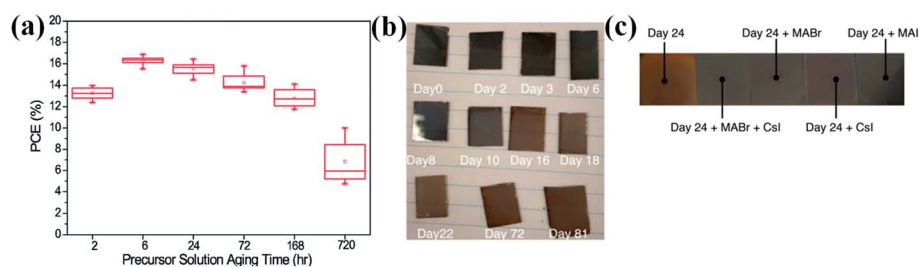 (a)
20
18
16
14
12
10
8
6
4
2
0
PCE (%)
2
6
24
72
168
720
Precursor Solution Aging Time (hr)
(b)
Day0
Day 2
Day 3
Day 6
Day8
Day 10
Day 16
Day 18
Day22
Day 72
Day 81
(c)
Day 24
Day 24 + MABr
Day 24 + MAI
Day 24 + MABr + CsI
Day 24 + CsI